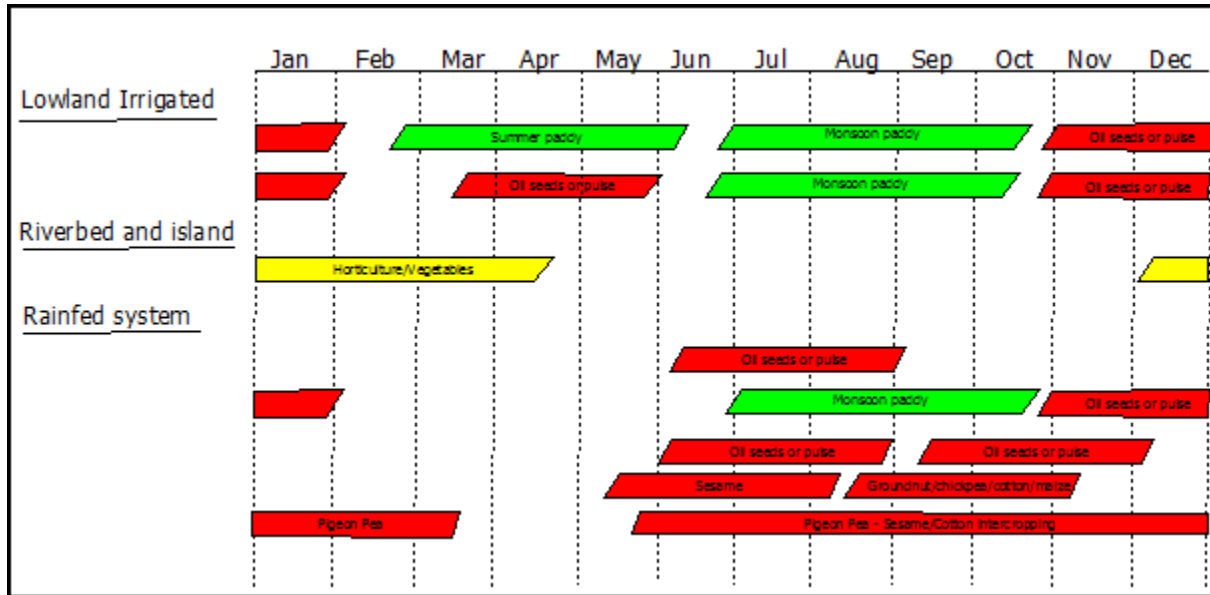 Jan Feb Mar Apr May Jun Jul Aug Sep Oct Nov Dec
Lowland Irrigated
Summer paddy Monsoon paddy Oil seeds or pulse
Oil seeds or pulse Monsoon paddy Oil seeds or pulse
Riverbed and island
Horticulture/Vegetables
Rainfed system
Oil seeds or pulse
Monsoon paddy Oil seeds or pulse
Oil seeds or pulse Oil seeds or pulse
Sesame Groundnut/chickpea/cotton/maize
Pigeon Pea Pigeon Pea - Sesame/Cotton intercropping